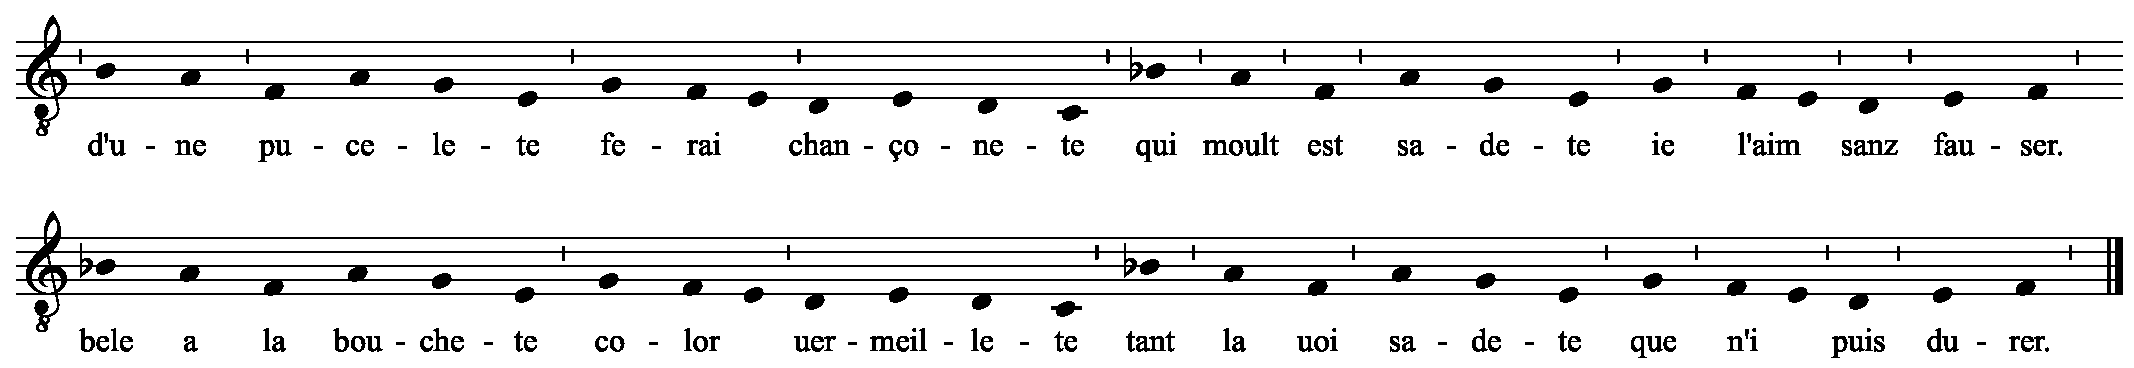 d'u - ne pu - ce - le - te fe - rai chan - ço - ne - te qui moult est sa - de - te ie l'aim sanz fau - ser.
bele a la bou - che - te co - lor uer - meil - le - te tant la uoi sa - de - te que n'i puis du - rer.